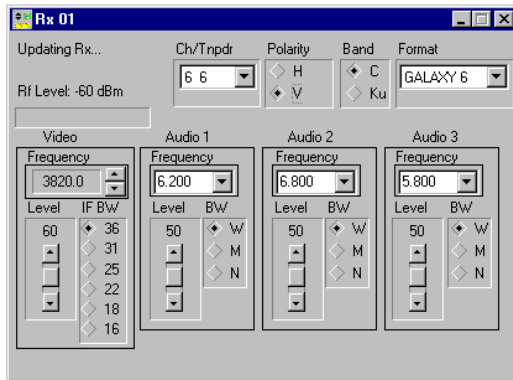 Rx 01
Updating Rx... Ch/Tnpdr Polarity Band Format
6 6 H C GALAXY 6
V Ku
Rf Level: -60 dBm
Video Audio 1 Audio 2 Audio 3
Frequency Frequency Frequency Frequency
3820.0 6.200 6.800 5.800
Level IF BW Level BW Level BW Level BW
60 36 50 W 50 W 50 W
31 M M M
25 N N N
22
18
16